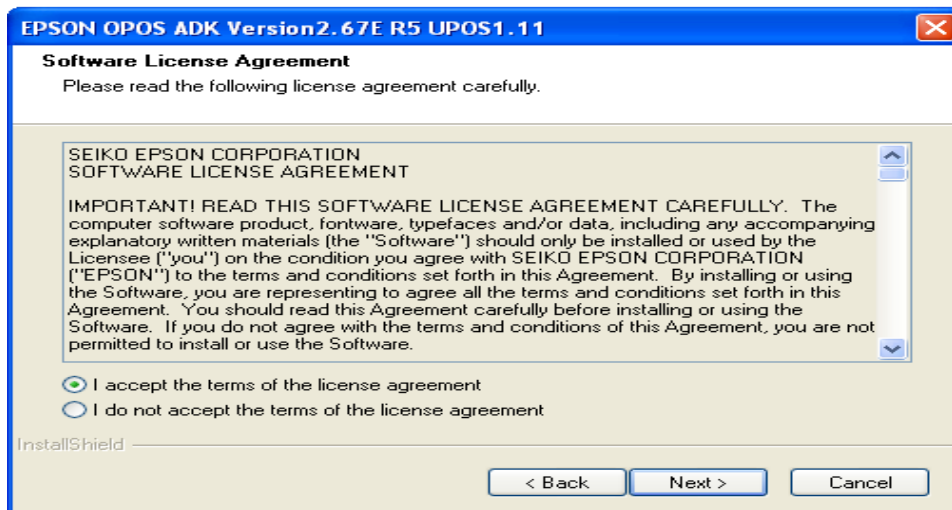 EPSON OPOS ADK Version2.67E R5 UPOS1.11
Software License Agreement
Please read the following license agreement carefully.
SEIKO EPSON CORPORATION
SOFTWARE LICENSE AGREEMENT
IMPORTANT! READ THIS SOFTWARE LICENSE AGREEMENT CAREFULLY. The
computer software product, fontware, typefaces and/or data, including any accompanying
explanatory written materials (the "Software") should only be installed or used by the
Licensee ("you") on the condition you agree with SEIKO EPSON CORPORATION
("EPSON") to the terms and conditions set forth in this Agreement. By installing or using
the Software, you are representing to agree all the terms and conditions set forth in this
Agreement. You should read this Agreement carefully before installing or using the
Software. If you do not agree with the terms and conditions of this Agreement, you are not
permitted to install or use the Software.
I accept the terms of the license agreement
I do not accept the terms of the license agreement
InstallShield
< Back Next > Cancel